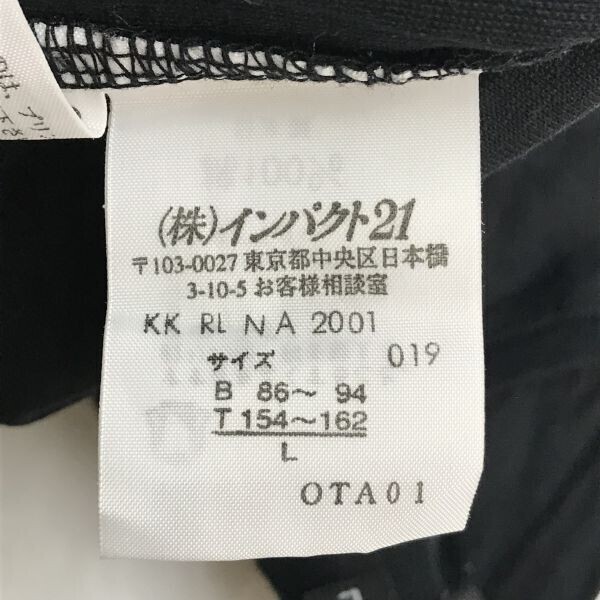 (株)インパクト21
〒103-0027 東京都中央区日本橋
3-10-5 お客様相談室
KK RL NA 2001
サイズ 019
B 86～ 94
T 154～162
L
OTA01